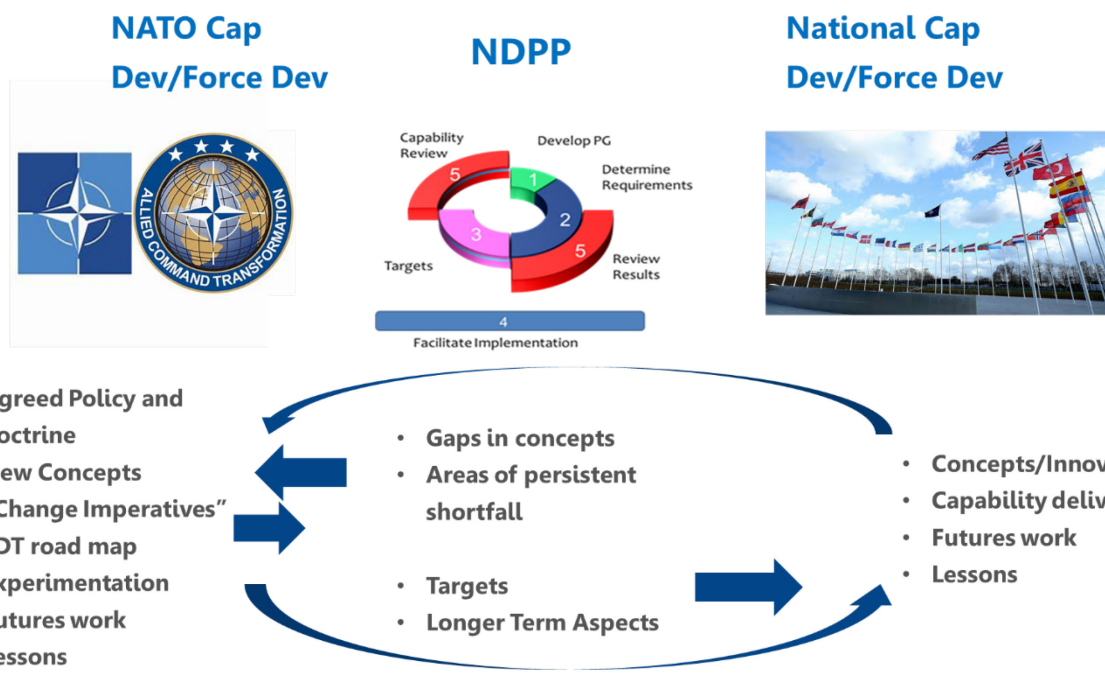 NATO Cap
Dev/Force Dev
NDPP
National Cap
Dev/Force Dev
ALLIED COMMAND TRANSFORMATION
Capability
Review
Develop PG
Determine
Requirements
5
1
2
3
5
Targets
Review
Results
4
Facilitate Implementation
greed Policy and
octrine
ew Concepts
Change Imperatives”
DT road map
xperimentation
utures work
essons
• Gaps in concepts
• Areas of persistent
shortfall
• Targets
• Longer Term Aspects
• Concepts/Innov
• Capability deliv
• Futures work
• Lessons